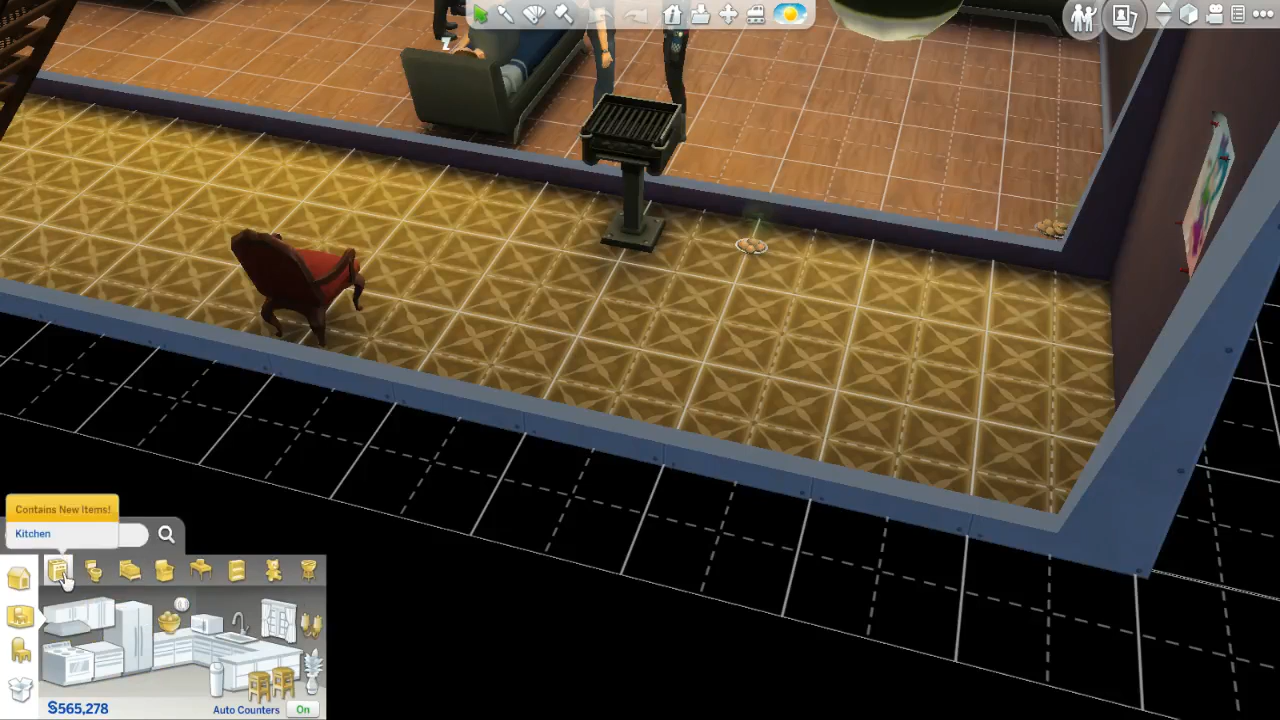 Z
Contains New Items!
Kitchen
§565,278
Auto Counters
On